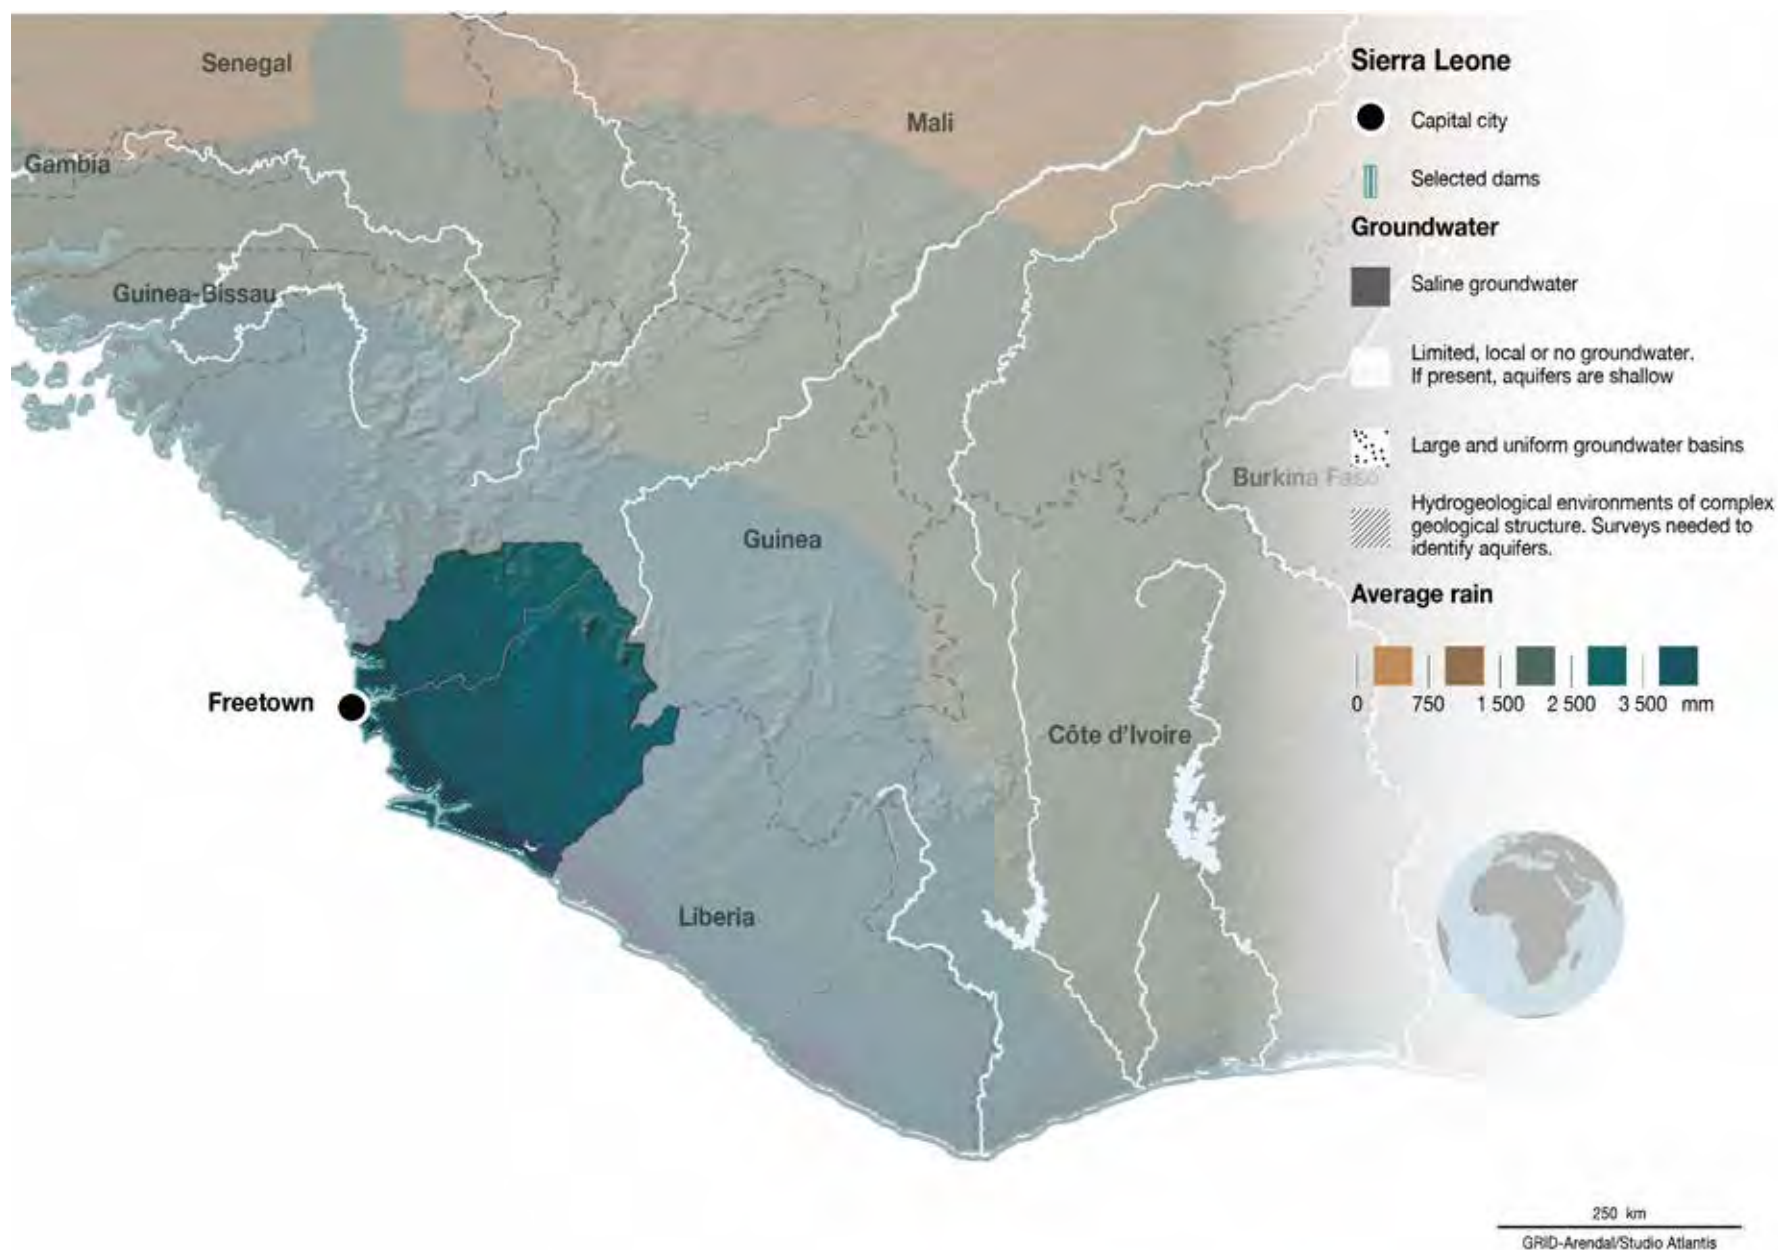 Senegal
Mali
Gambia
Guinea-Bissau
Burkina Faso
Guinea
Freetown
Côte d'Ivoire
Liberia
Sierra Leone
Capital city
Selected dams
Groundwater
Saline groundwater
Limited, local or no groundwater.
If present, aquifers are shallow
Large and uniform groundwater basins
Hydrogeological environments of complex
geological structure. Surveys needed to
identify aquifers.
Average rain
0 750 1 500 2 500 3 500 mm
250 km
GRID-Arendal/Studio Atlantis